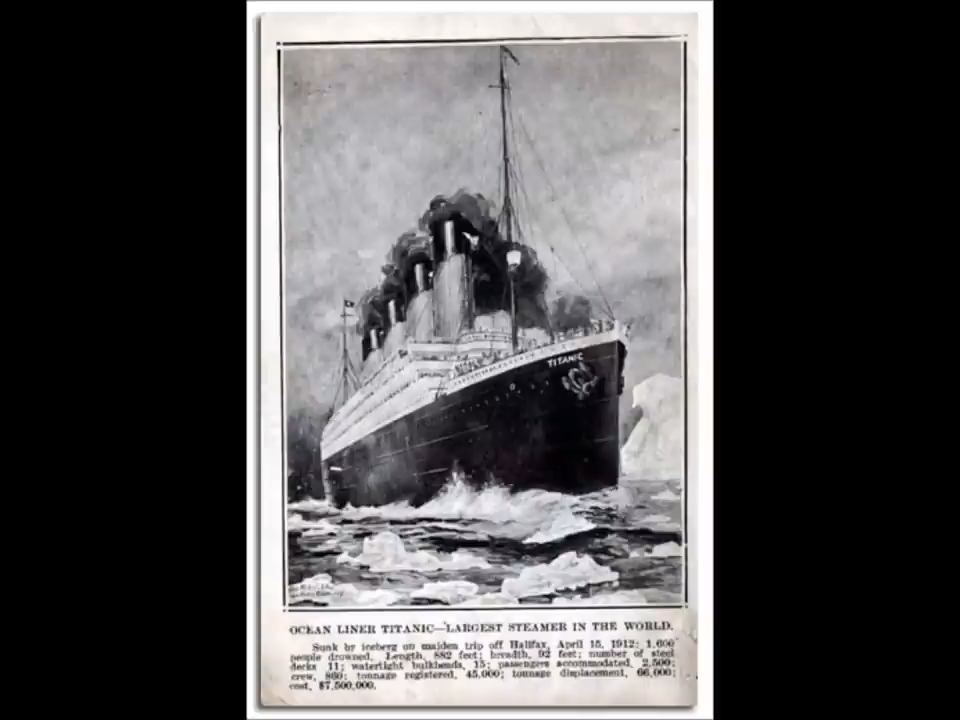 TITANIC
OCEAN LINER TITANIC—LARGEST STEAMER IN THE WORLD.
Sunk by iceberg on maiden trip off Halifax, April 15, 1912; 1,600
people drowned. Length, 882 feet; breadth, 92 feet; number of steel
decks 11; watertight bulkheads, 15; passengers accommodated, 2,500;
crew, 860; tonnage registered, 45,000; tonnage displacement, 66,000;
cost, $7,500,000.